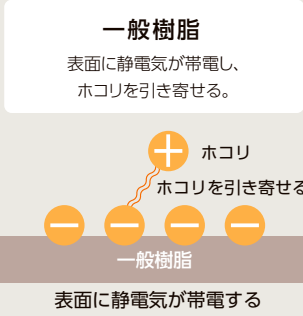 一般樹脂
表面に静電気が帯電し、
ホコリを引き寄せる。
ホコリ
ホコリを引き寄せる
一般樹脂
表面に静電気が帯電する